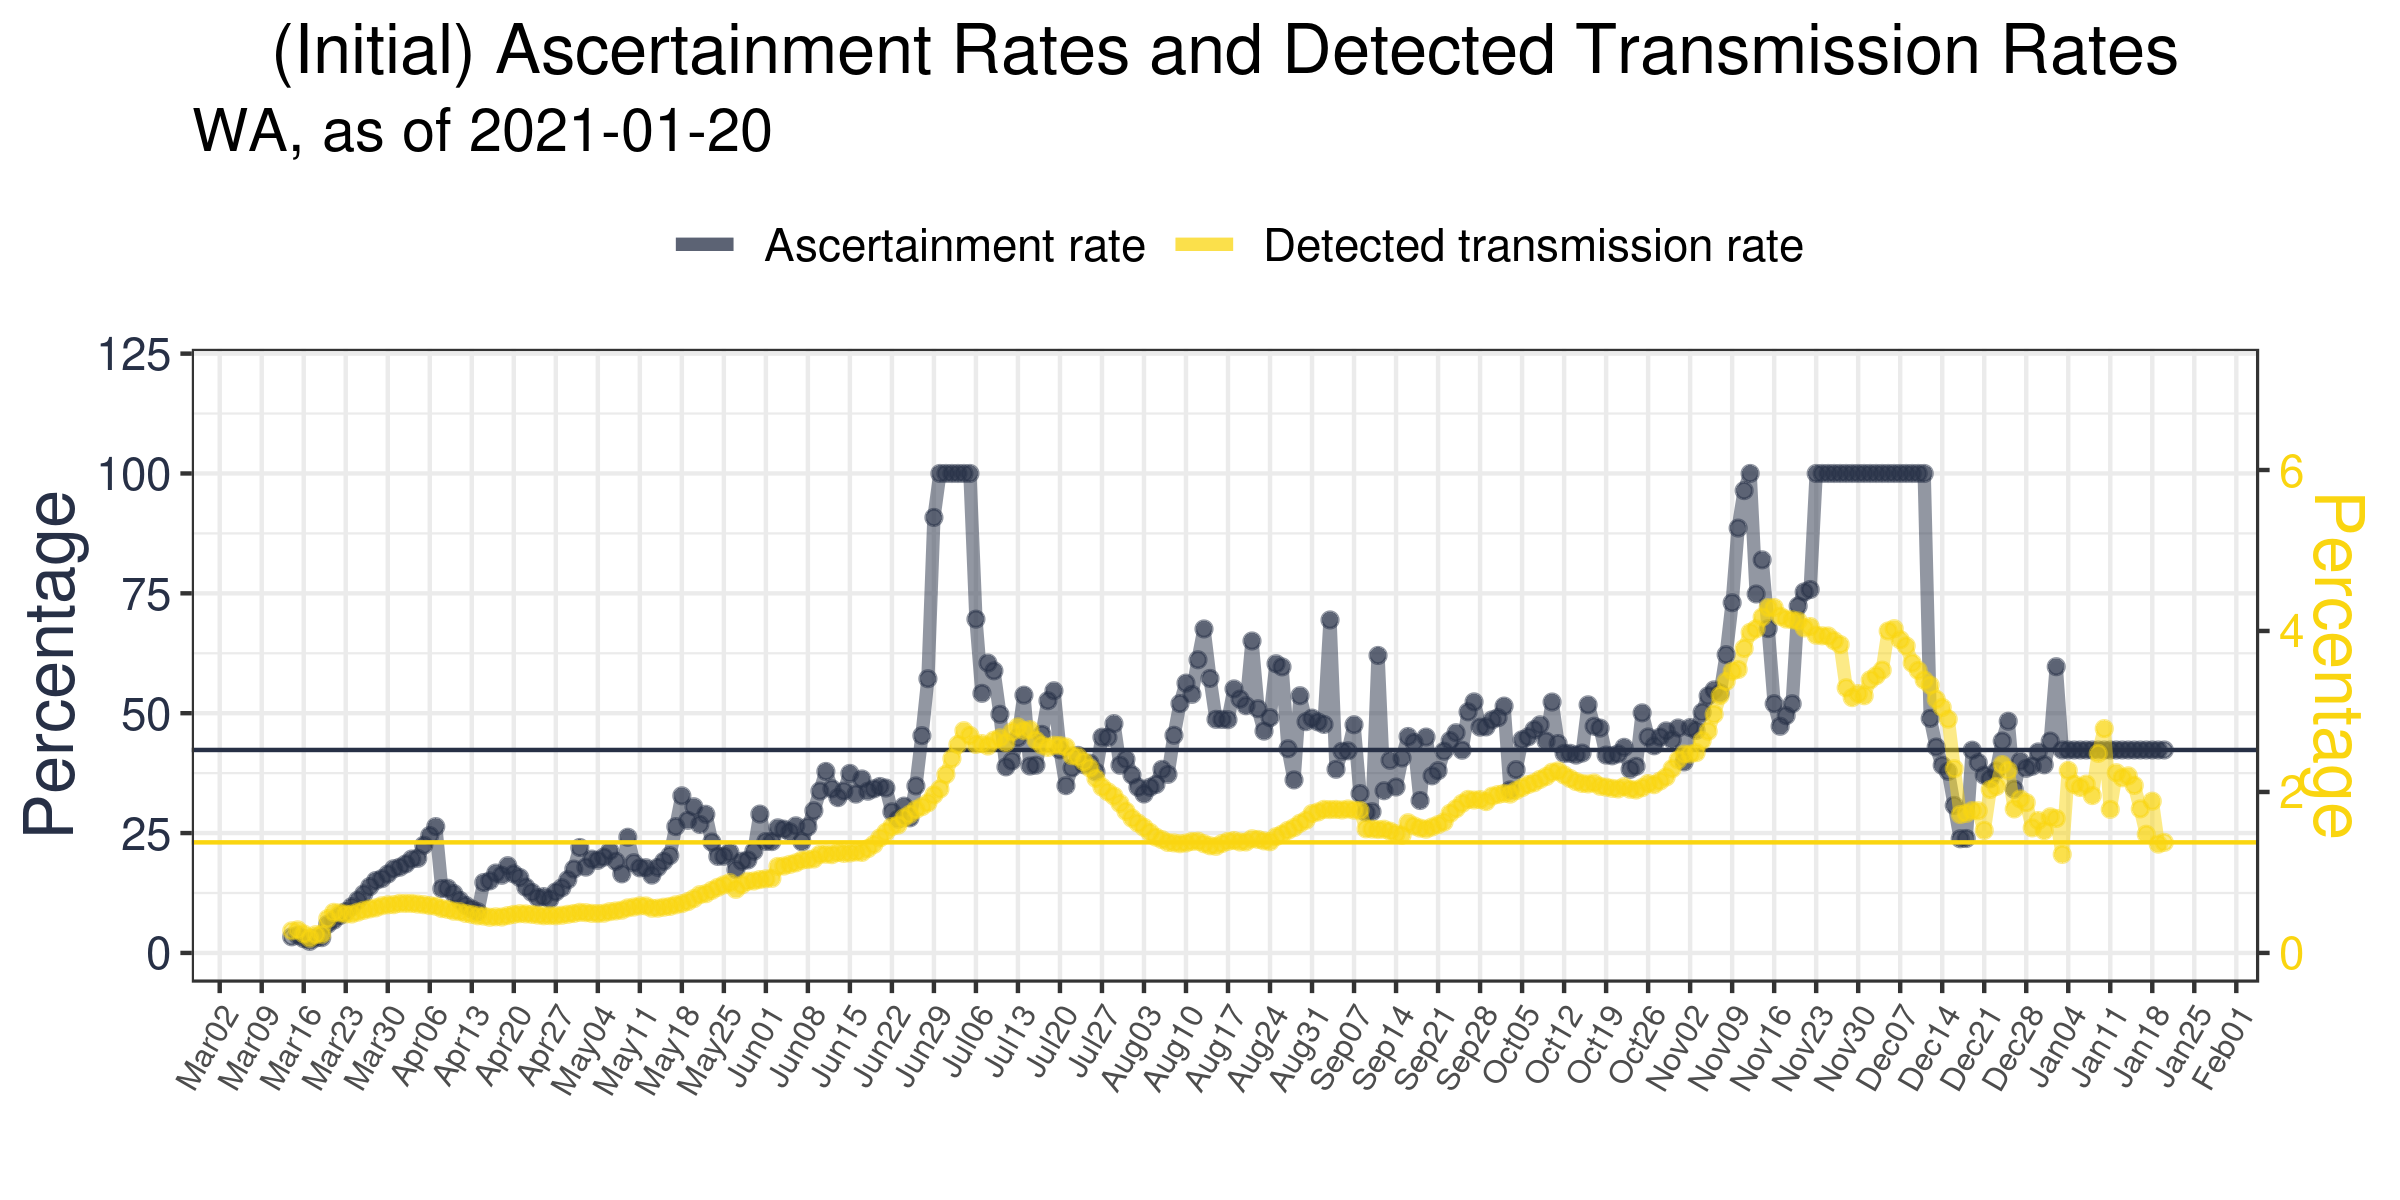 (Initial) Ascertainment Rates and Detected Transmission Rates
WA, as of 2021-01-20
Ascertainment rate
Detected transmission rate
Percentage
125
100
75
50
25
0
6
4
2
0
Percentage
Mar02
Mar09
Mar16
Mar23
Mar30
Apr06
Apr13
Apr20
Apr27
May04
May11
May18
May25
Jun01
Jun08
Jun15
Jun22
Jun29
Jul06
Jul13
Jul20
Jul27
Aug03
Aug10
Aug17
Aug24
Aug31
Sep07
Sep14
Sep21
Sep28
Oct05
Oct12
Oct19
Oct26
Nov02
Nov09
Nov16
Nov23
Nov30
Dec07
Dec14
Dec21
Dec28
Jan04
Jan11
Jan18
Jan25
Feb01